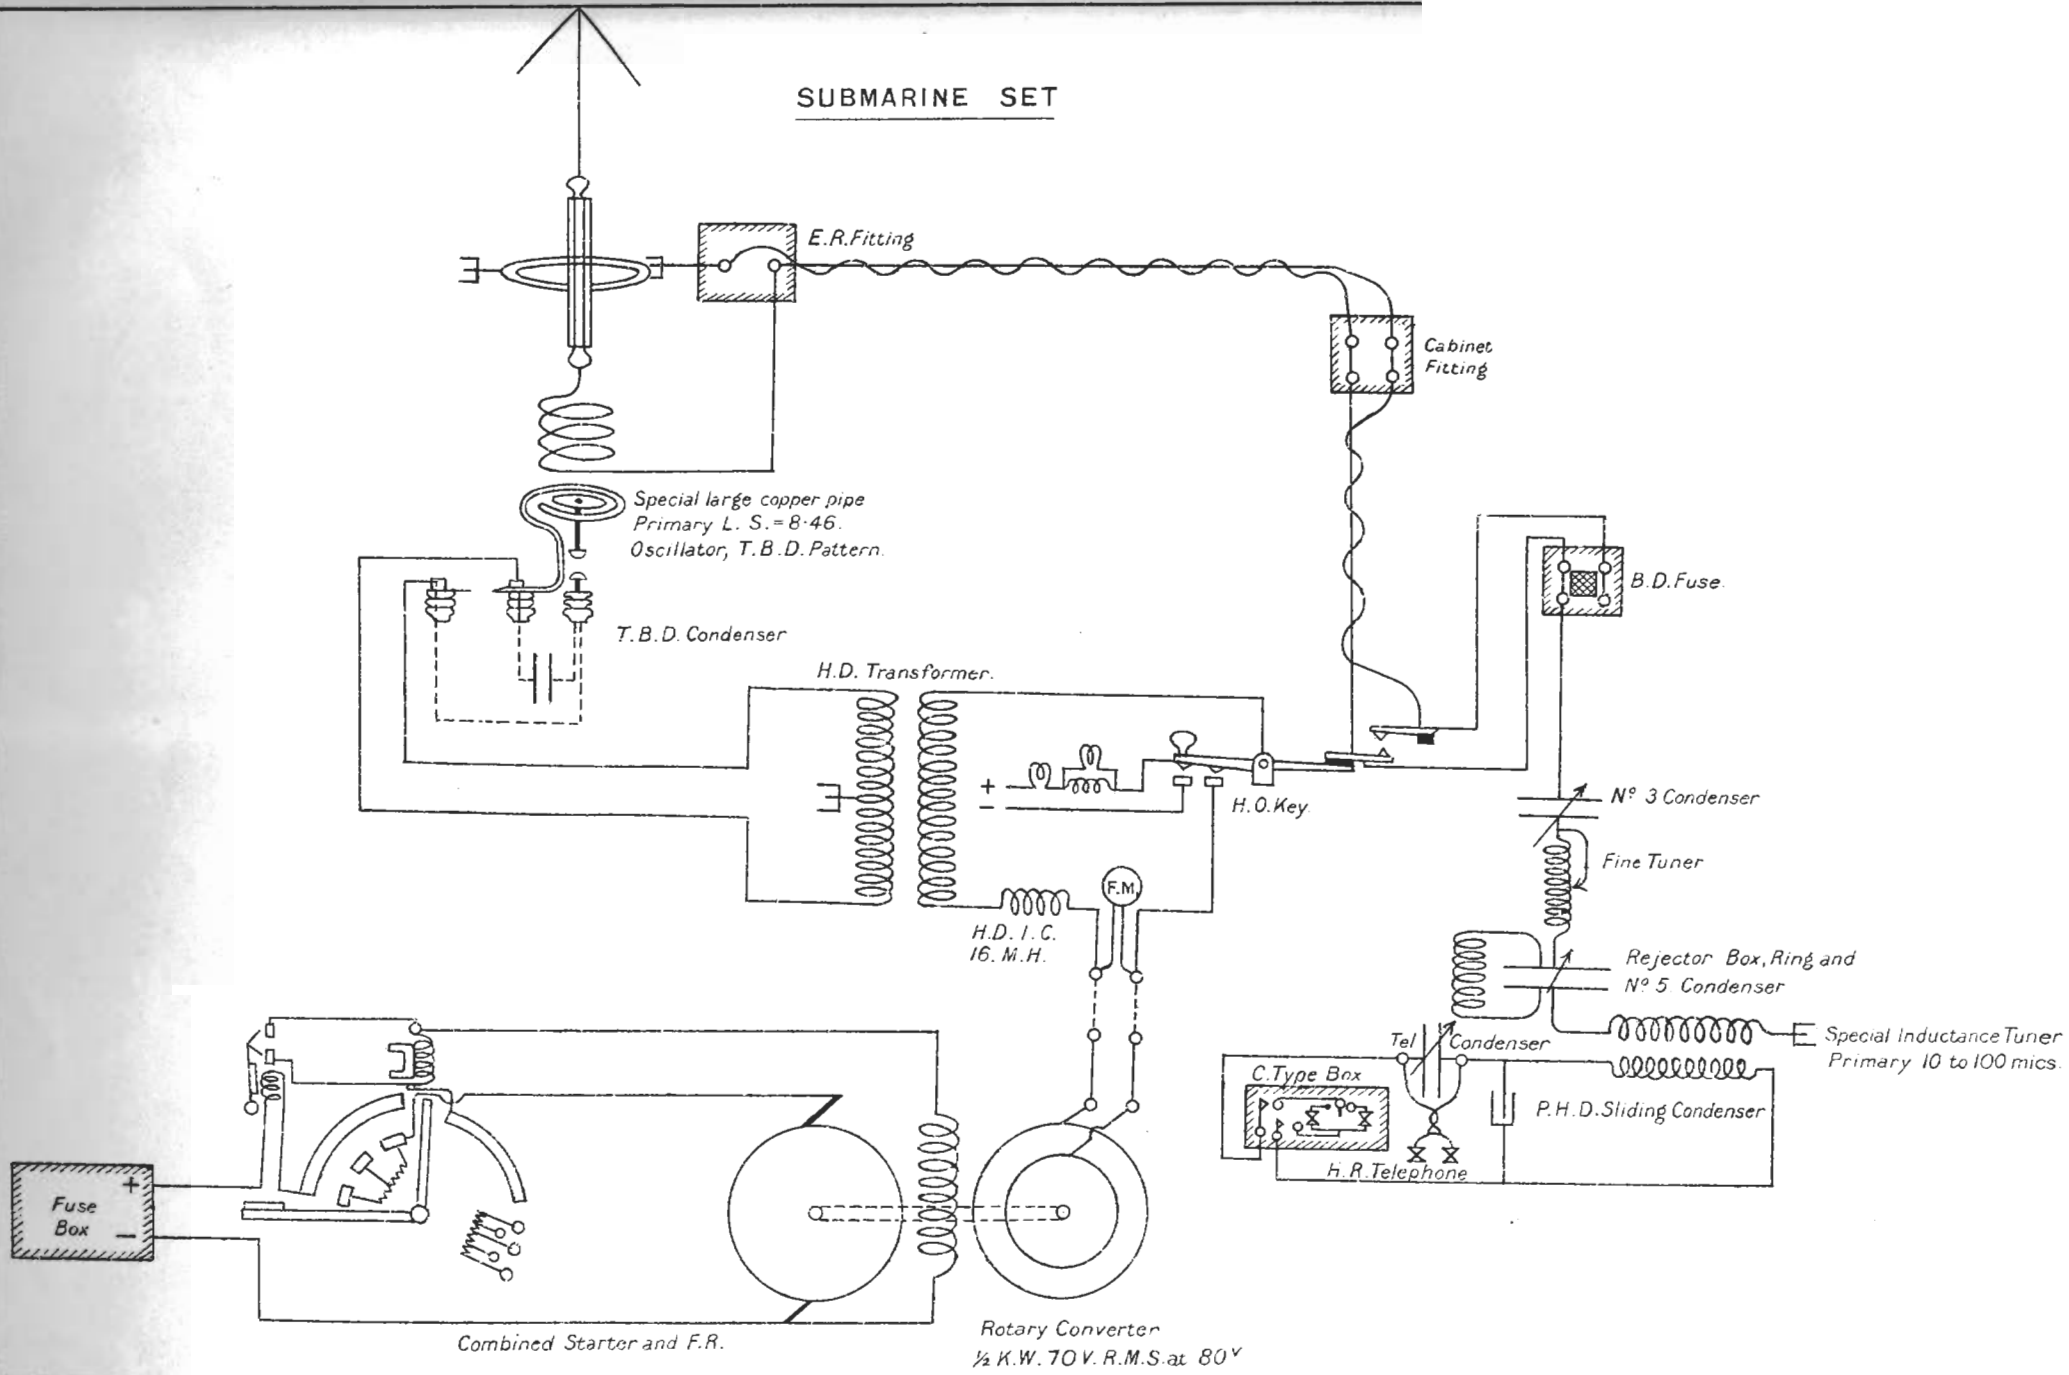 SUBMARINE SET
E.R.Fitting
Cabinet
Fitting
Special large copper pipe
Primary L. S.=8·46.
Oscillator, T.B.D. Pattern.
B.D.Fuse.
T.B.D. Condenser
H.D. Transformer.
+
−
H.O.Key.
Nº 3 Condenser
Fine Tuner
F.M.
H.D. I.C.
16. M.H.
Rejector Box, Ring and
Nº 5 Condenser
Tel Condenser
Special Inductance Tuner
Primary 10 to 100 mics.
C.Type Box
P.H.D.Sliding Condenser
H.R.Telephone
+
Fuse
Box
−
Combined Starter and F.R.
Rotary Converter
½ K.W. 70 V. R.M.S. at 80ᵛ